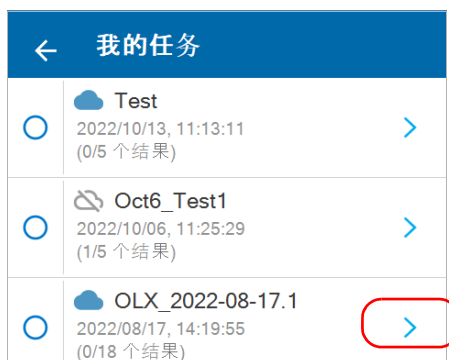 我的任务
Test
2022/10/13, 11:13:11
(0/5 个结果)
Oct6_Test1
2022/10/06, 11:25:29
(1/5 个结果)
OLX_2022-08-17.1
2022/08/17, 14:19:55
(0/18 个结果)